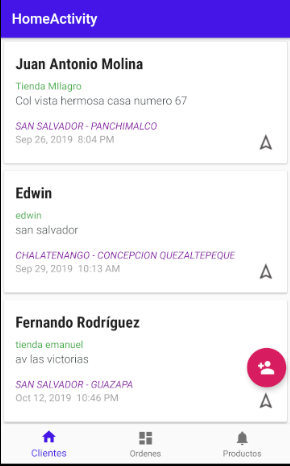 HomeActivity
Juan Antonio Molina
Tienda MIlagro
Col vista hermosa casa numero 67
SAN SALVADOR - PANCHIMALCO
Sep 26, 2019 8:04 PM
Edwin
edwin
san salvador
CHALATENANGO - CONCEPCION QUEZALTEPEQUE
Sep 29, 2019 10:13 AM
Fernando Rodríguez
tienda emanuel
av las victorias
SAN SALVADOR - GUAZAPA
Oct 12, 2019 10:46 PM
Clientes Ordenes Productos